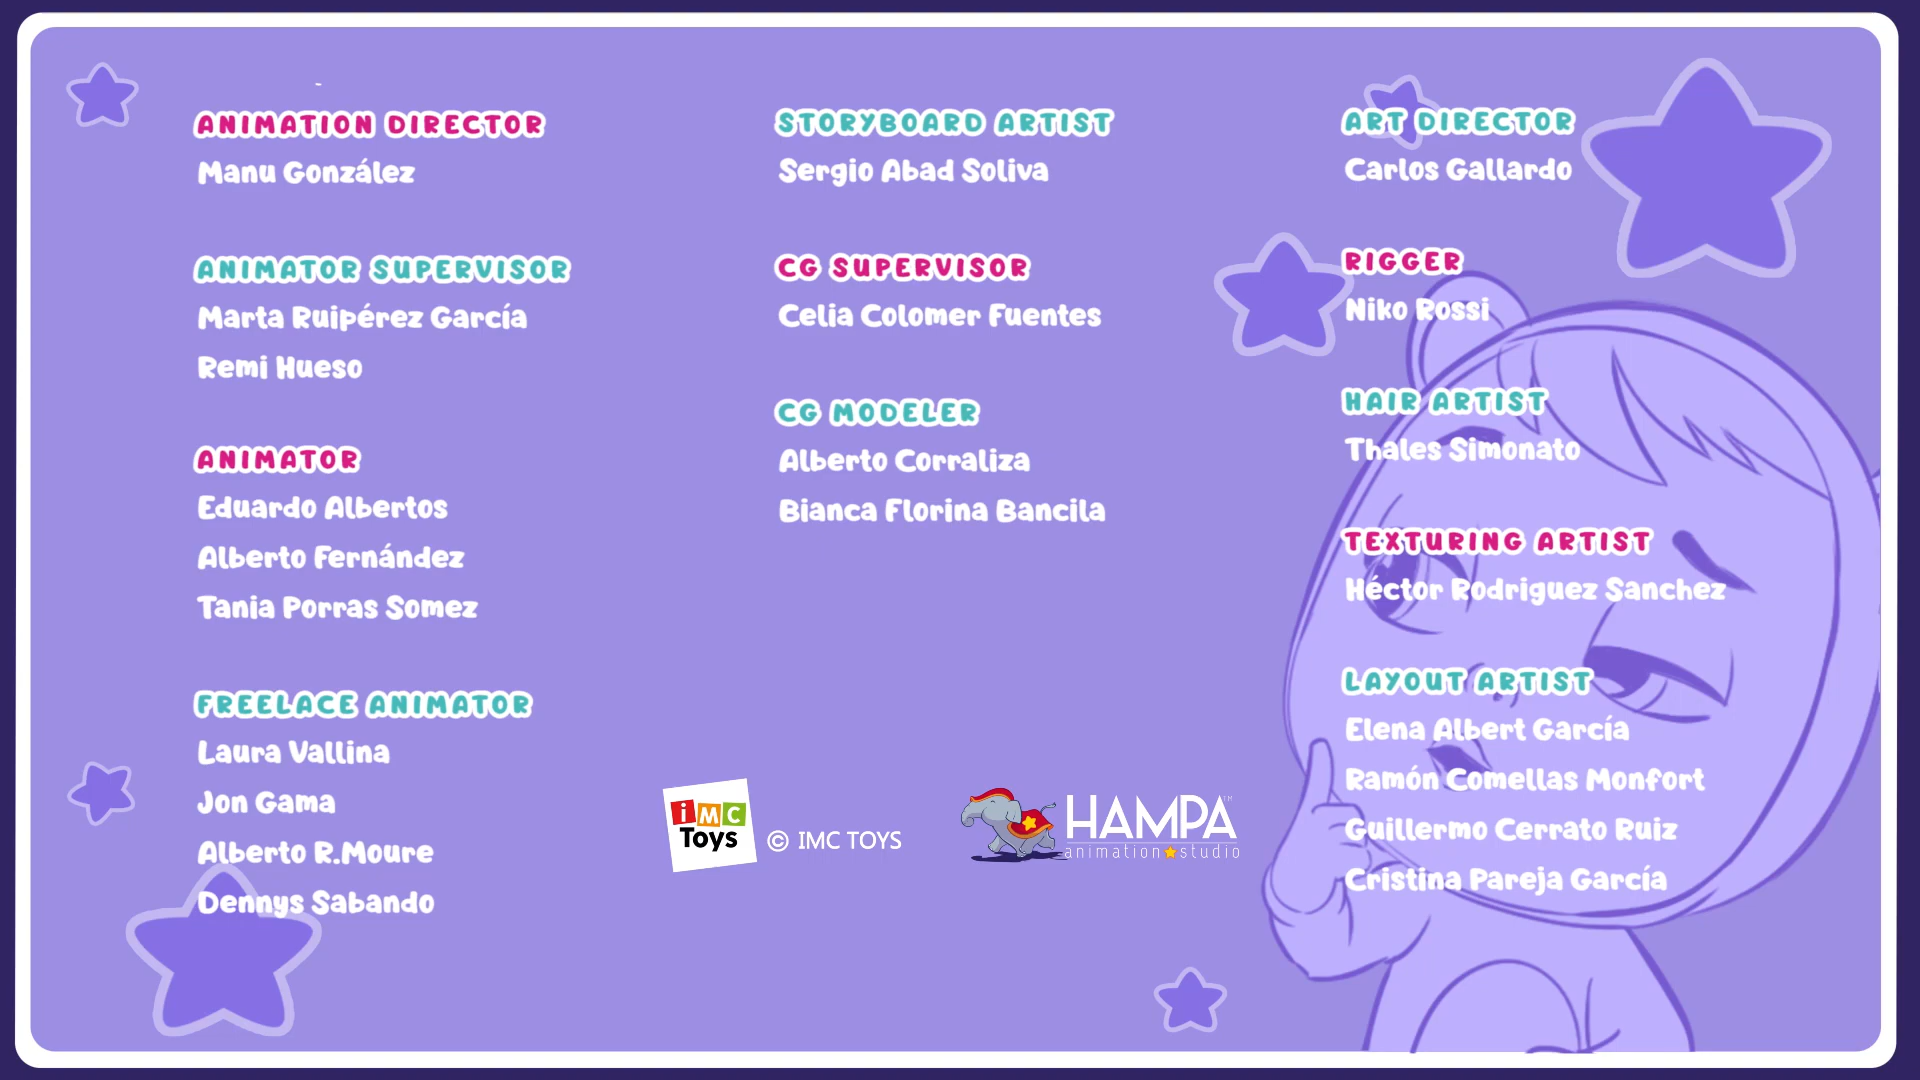 ANIMATION DIRECTOR
Manu González
ANIMATOR SUPERVISOR
Marta Ruipérez García
Remi Hueso
ANIMATOR
Eduardo Albertos
Alberto Fernández
Tania Porras Somez
FREELACE ANIMATOR
Laura Vallina
Jon Gama
Alberto R.Moure
Dennys Sabando
STORYBOARD ARTIST
Sergio Abad Soliva
CG SUPERVISOR
Celia Colomer Fuentes
CG MODELER
Alberto Corraliza
Bianca Florina Bancila
iMC
Toys
© IMC TOYS
HAMPA™
animation studio
ART DIRECTOR
Carlos Gallardo
RIGGER
Niko Rossi
HAIR ARTIST
Thales Simonato
TEXTURING ARTIST
Héctor Rodriguez Sanchez
LAYOUT ARTIST
Elena Albert García
Ramón Comellas Monfort
Guillermo Cerrato Ruiz
Cristina Pareja García